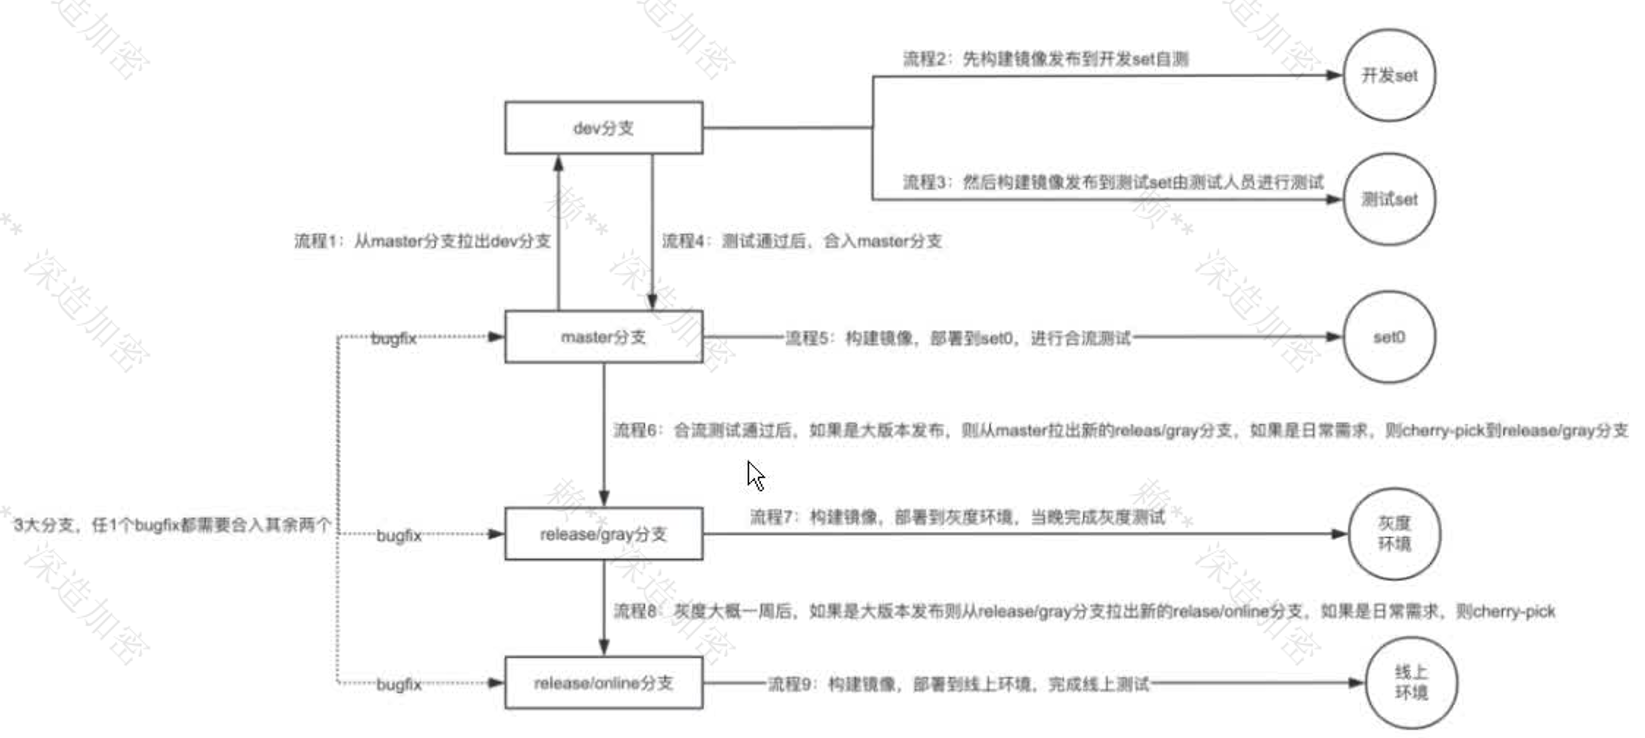 流程2：先构建镜像发布到开发set自测
开发set
dev分支
流程3：然后构建镜像发布到测试set由测试人员进行测试
测试set
流程1：从master分支拉出dev分支
流程4：测试通过后，合入master分支
bugfix
master分支
流程5：构建镜像，部署到set0，进行合流测试
set0
流程6：合流测试通过后，如果是大版本发布，则从master拉出新的releas/gray分支，如果是日常需求，则cherry-pick到release/gray分支
3大分支，任1个bugfix都需要合入其余两个
bugfix
release/gray分支
流程7：构建镜像，部署到灰度环境，当晚完成灰度测试
灰度
环境
流程8：灰度大概一周后，如果是大版本发布则从release/gray分支拉出新的relase/online分支，如果是日常需求，则cherry-pick
bugfix
release/online分支
流程9：构建镜像，部署到线上环境，完成线上测试
线上
环境
深造加密
深造加密
深造加密
赖**
赖**
深造加密
深造加密
深造加密
赖**
赖**
深造加密
深造加密
深造加密